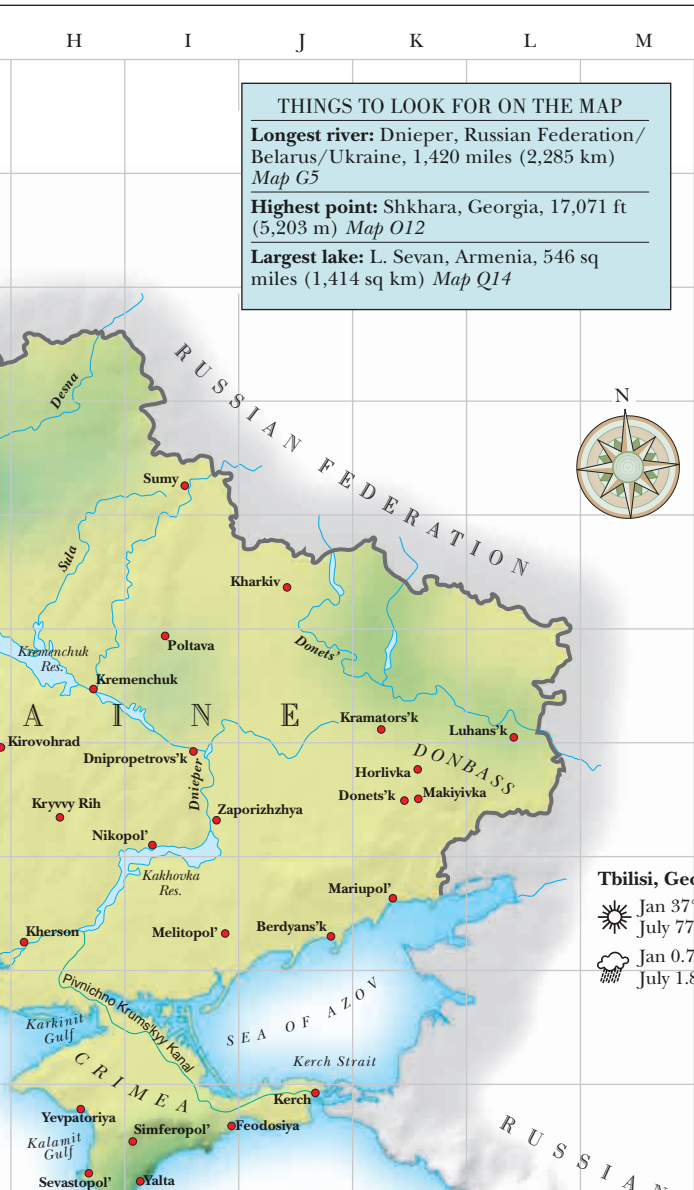 H I J K L M
THINGS TO LOOK FOR ON THE MAP
Longest river: Dnieper, Russian Federation/
Belarus/Ukraine, 1,420 miles (2,285 km)
Map G5
Highest point: Shkhara, Georgia, 17,071 ft
(5,203 m) Map O12
Largest lake: L. Sevan, Armenia, 546 sq
miles (1,414 sq km) Map Q14
RUSSIAN FEDERATION
N
Desna
Sumy
Sula
Kharkiv
Poltava
Donets'
Kremenchuk
Res.
Kremenchuk
A I N E
Kramators'k
Luhans'k
Kirovohrad
Dnipropetrovs'k
DONBASS
Horlivka
Dnieper
Donets'k
Makiyivka
Kryvyy Rih
Zaporizhzhya
Nikopol'
Kakhovka
Res.
Mariupol'
Tbilisi, Geo
Jan 37°
July 77
Jan 0.7
July 1.8
Kherson
Melitopol'
Berdyans'k
Pivnichno Krumskyy Kanal
SEA OF AZOV
Karkinit
Gulf
Kerch Strait
CRIMEA
Kerch
Yevpatoriya
Simferopol'
Feodosiya
Kalamit
Gulf
Sevastopol'
Yalta
RUSSIAN